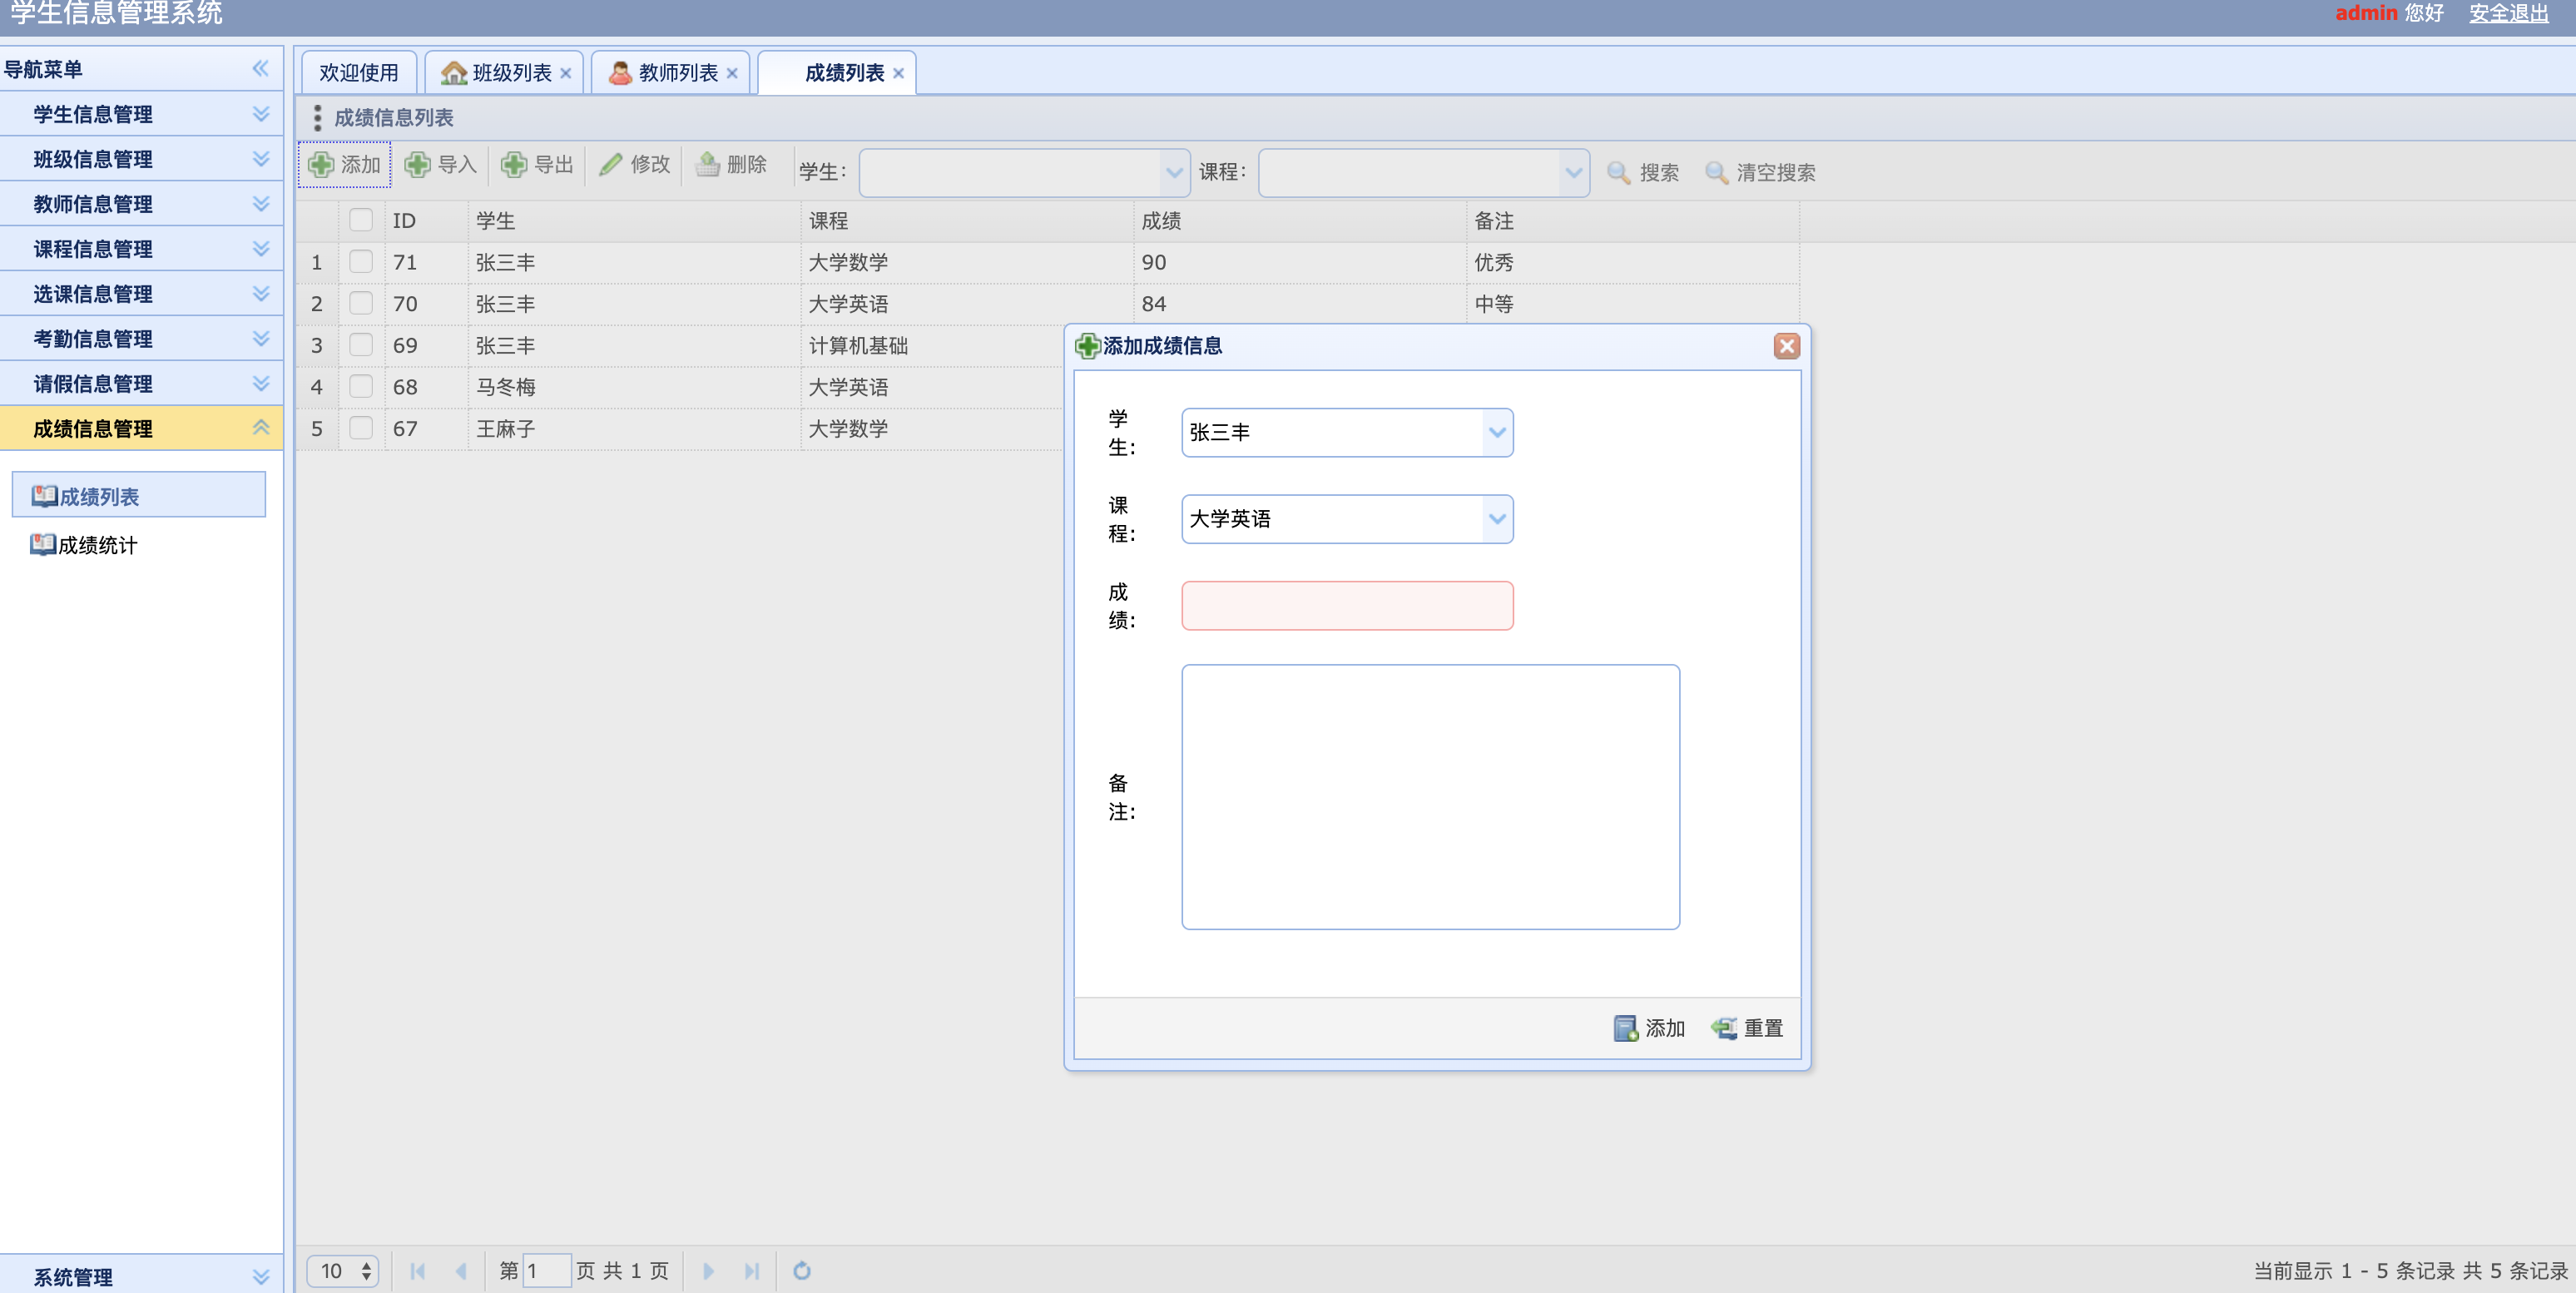 学生信息管理系统
admin 您好 安全退出
导航菜单
学生信息管理
班级信息管理
教师信息管理
课程信息管理
选课信息管理
考勤信息管理
请假信息管理
成绩信息管理
成绩列表
成绩统计
系统管理
欢迎使用 班级列表 教师列表 成绩列表
成绩信息列表
添加 导入 导出 修改 删除 学生: 课程: 搜索 清空搜索
ID 学生 课程 成绩 备注
1 71 张三丰 大学数学 90 优秀
2 70 张三丰 大学英语 84 中等
3 69 张三丰 计算机基础
4 68 马冬梅 大学英语
5 67 王麻子 大学数学
添加成绩信息
学
生: 张三丰
课
程: 大学英语
成
绩:
备
注:
添加 重置
10 第 1 页 共 1 页 当前显示 1 - 5 条记录 共 5 条记录